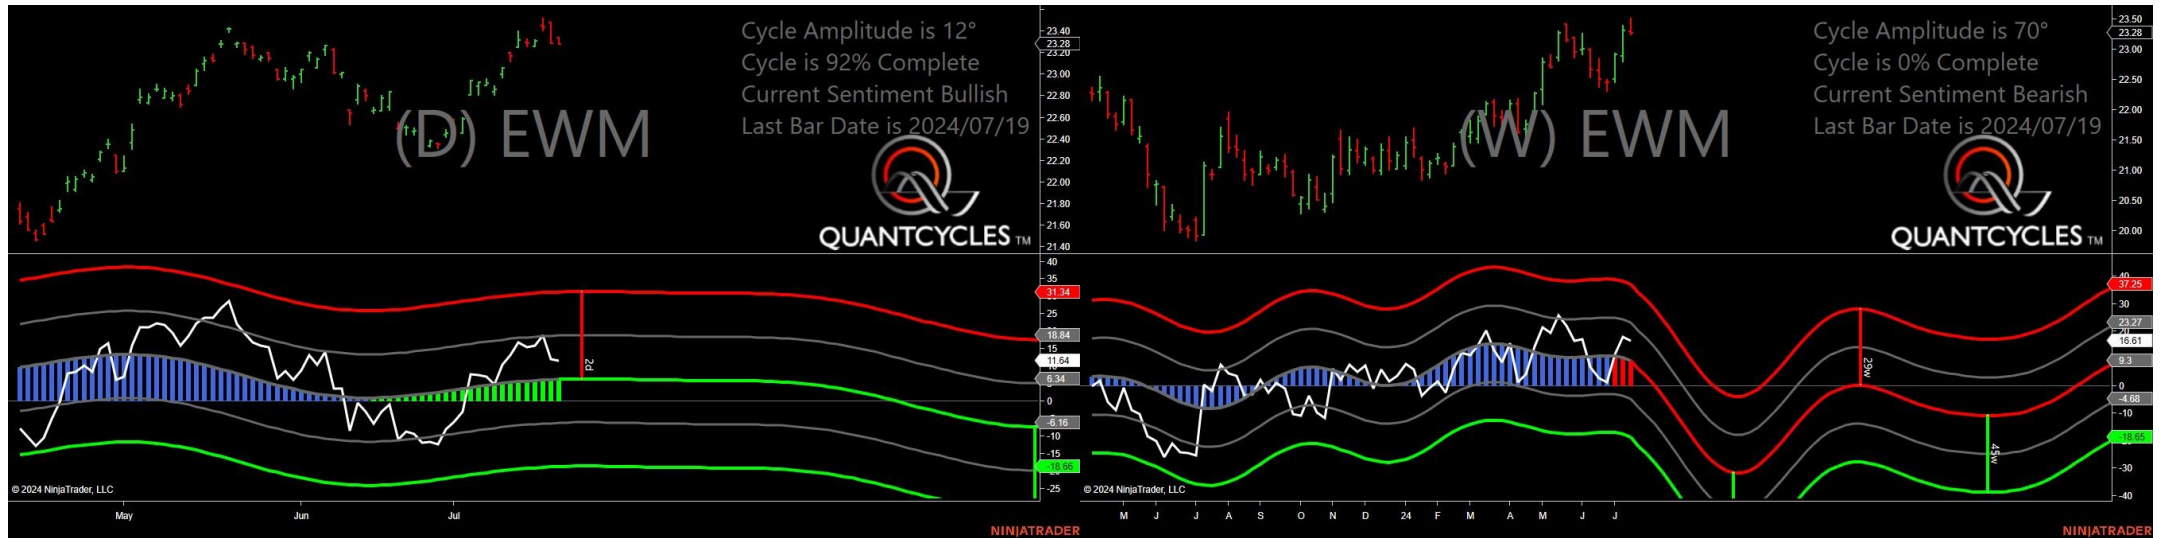 Cycle Amplitude is 12°
Cycle is 92% Complete
Current Sentiment Bullish
Last Bar Date is 2024/07/19
(D) EWM
QUANTCYCLES TM
23.40
23.28
23.20
23.00
22.80
22.60
22.40
22.20
22.00
21.80
21.60
21.40
40
35
31.34
25
18.84
15
11.64
6.34
0
-6.16
-10
-15
-18.66
-25
2d
© 2024 NinjaTrader, LLC
May Jun Jul
NINJATRADER
Cycle Amplitude is 70°
Cycle is 0% Complete
Current Sentiment Bearish
Last Bar Date is 2024/07/19
(W) EWM
QUANTCYCLES TM
23.50
23.28
23.00
22.50
22.00
21.50
21.00
20.50
20.00
40
37.25
30
23.27
20
16.61
9.3
0
-4.68
-10
-18.65
-30
-40
29w
45w
© 2024 NinjaTrader, LLC
M J J A S O N D 24 F M A M J J
NINJATRADER